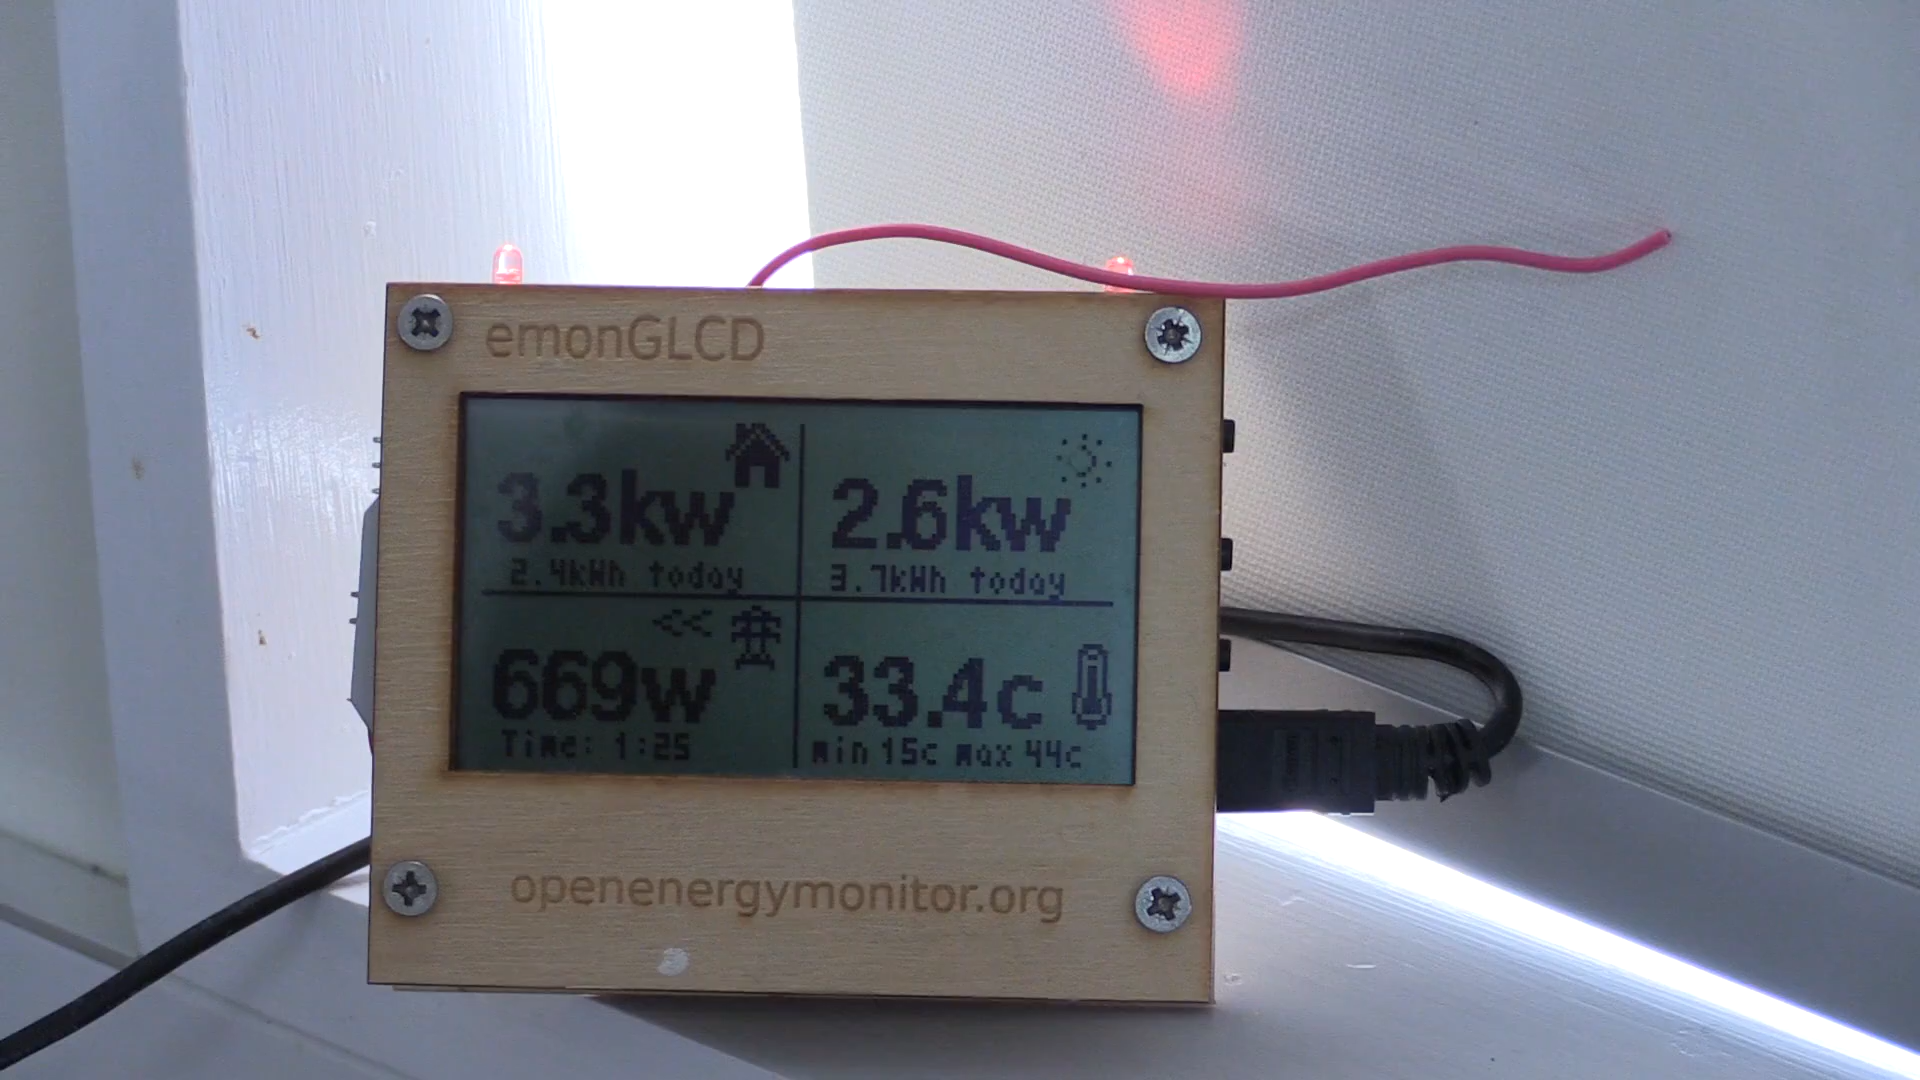 emonGLCD
3.3kw
2.4kWh today
2.6kw
3.7kWh today
<<
669w
Time: 1:25
33.4c
min 15c max 44c
openenergymonitor.org